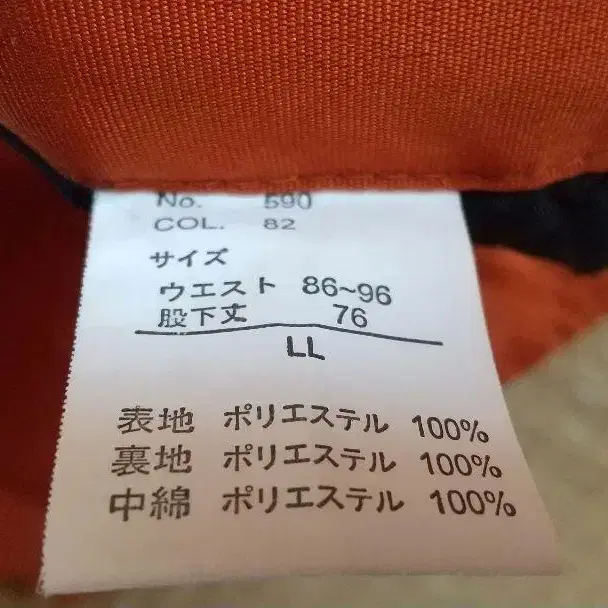 No. 590
COL. 82
サイズ
ウエスト 86~96
股下丈 76
LL
表地 ポリエステル 100%
裏地 ポリエステル 100%
中綿 ポリエステル 100%